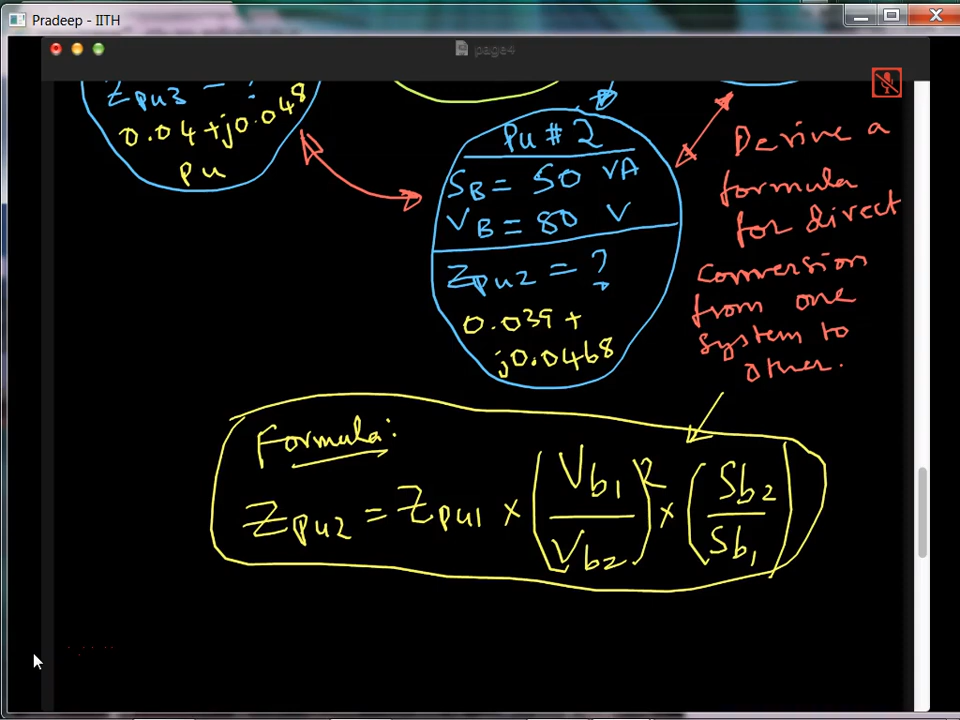 Pradeep - IITH
page4
Zpu3 = ?
0.04 + j0.048
pu
Pu # 2
SB = 50 VA
VB = 80 V
Zpu2 = ?
0.039 +
j0.0468
Derive a
formula
for direct
conversion
from one
system to
other.
Formula:
Zpu2 = Zpu1 × (Vb1/Vb2)² × (Sb2/Sb1)